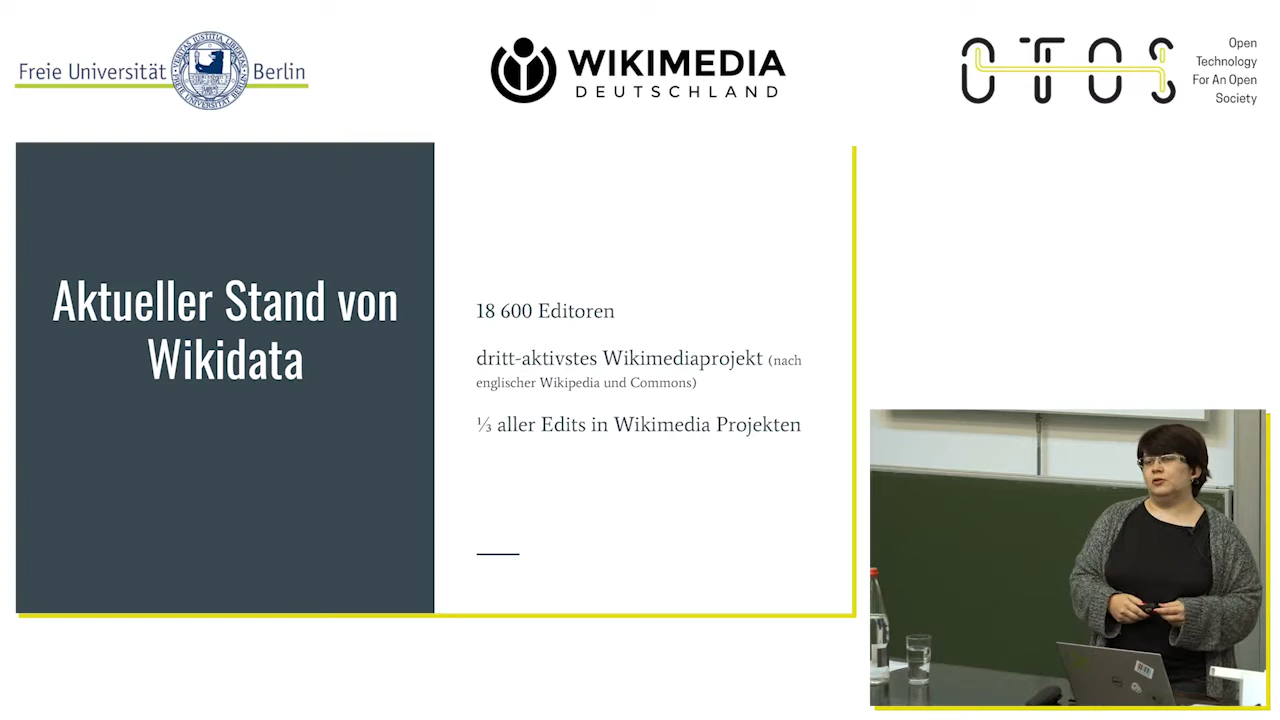 Freie Universität Berlin
WIKIMEDIA
DEUTSCHLAND
OTOS
Open
Technology
For An Open
Society
Aktueller Stand von
Wikidata
18 600 Editoren
dritt-aktivstes Wikimediaprojekt (nach
englischer Wikipedia und Commons)
⅓ aller Edits in Wikimedia Projekten